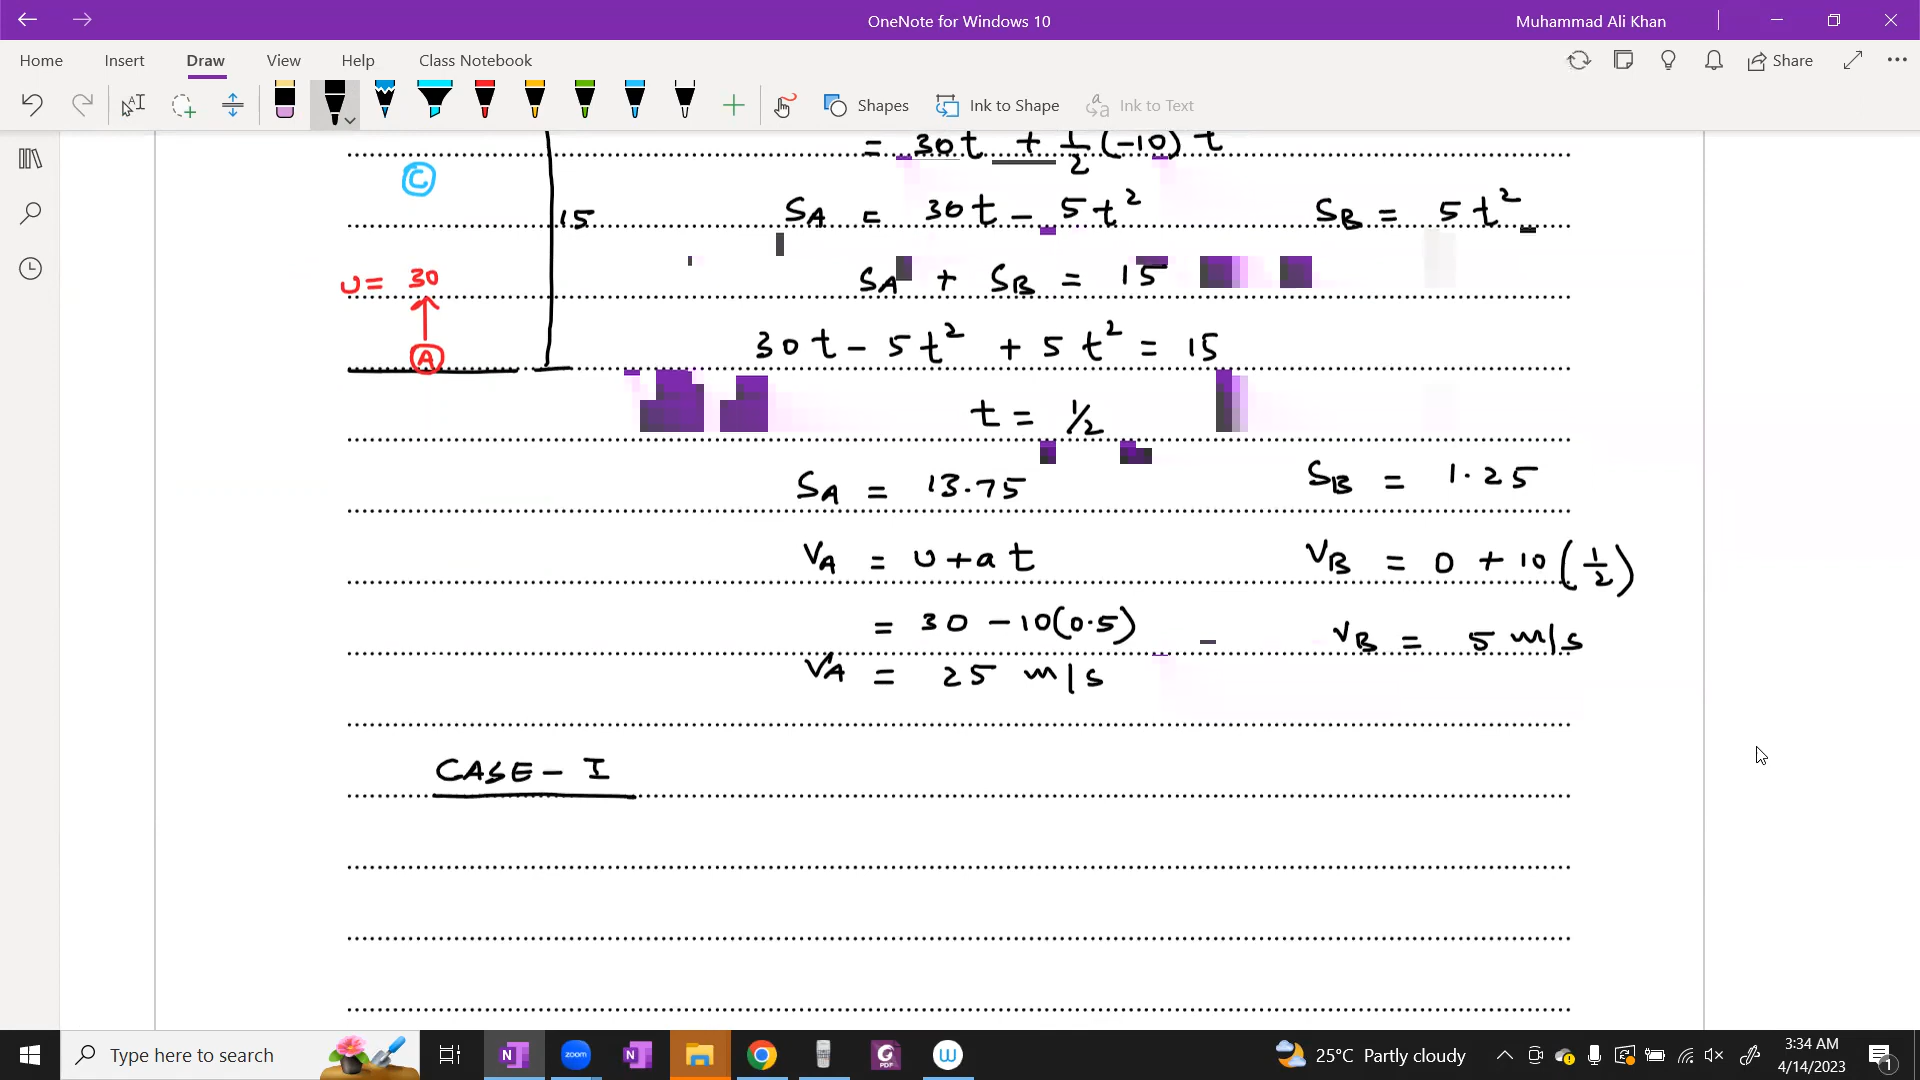 OneNote for Windows 10
Muhammad Ali Khan
Home Insert Draw View Help Class Notebook
Share
Shapes Ink to Shape Ink to Text
= 30t + 1/2 (-10) t
C
15
SA = 30t - 5t² SB = 5t²
SA + SB = 15
U = 30
A
30t - 5t² + 5t² = 15
t = 1/2
SA = 13.75 SB = 1.25
VA = U + at VB = 0 + 10 (1/2)
= 30 - 10(0.5) VB = 5 m/s
VA = 25 m/s
CASE - I
Type here to search
zoom
25°C Partly cloudy
3:34 AM
4/14/2023
1